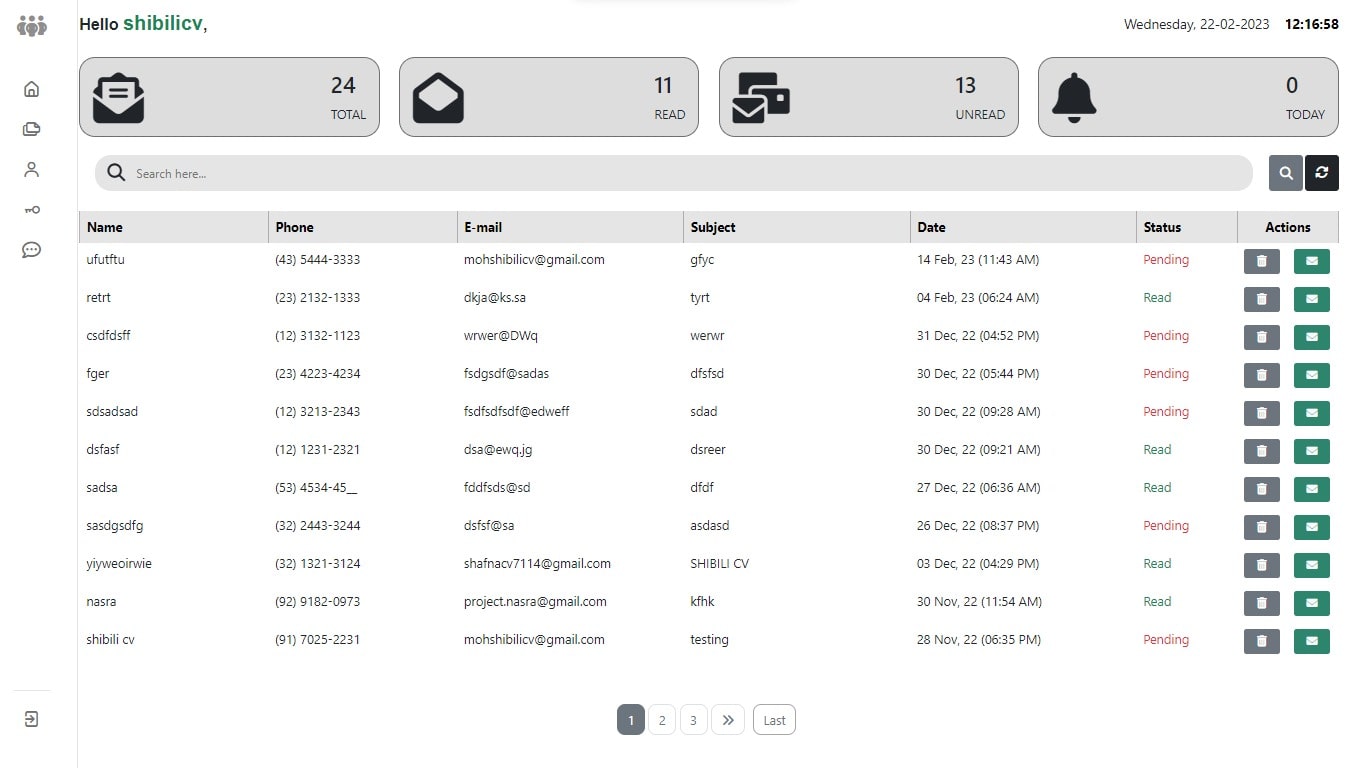 Hello shibilicv, Wednesday, 22-02-2023 12:16:58
24 11 13 0
TOTAL READ UNREAD TODAY
Search here...
Name Phone E-mail Subject Date Status Actions
ufutftu (43) 5444-3333 mohshibilicv@gmail.com gfyc 14 Feb, 23 (11:43 AM) Pending
retrt (23) 2132-1333 dkja@ks.sa tyrt 04 Feb, 23 (06:24 AM) Read
csdfdsff (12) 3132-1123 wrwer@DWq werwr 31 Dec, 22 (04:52 PM) Pending
fger (23) 4223-4234 fsdgsdf@sadas dfsfsd 30 Dec, 22 (05:44 PM) Pending
sdsadsad (12) 3213-2343 fsdfsdfsdf@edweff sdad 30 Dec, 22 (09:28 AM) Pending
dsfasf (12) 1231-2321 dsa@ewq.jg dsreer 30 Dec, 22 (09:21 AM) Read
sadsa (53) 4534-45__ fddfsds@sd dfdf 27 Dec, 22 (06:36 AM) Read
sasdgsdfg (32) 2443-3244 dsfsf@sa asdasd 26 Dec, 22 (08:37 PM) Pending
yiyweoirwie (32) 1321-3124 shafnacv7114@gmail.com SHIBILI CV 03 Dec, 22 (04:29 PM) Read
nasra (92) 9182-0973 project.nasra@gmail.com kfhk 30 Nov, 22 (11:54 AM) Read
shibili cv (91) 7025-2231 mohshibilicv@gmail.com testing 28 Nov, 22 (06:35 PM) Pending
1 2 3 » Last